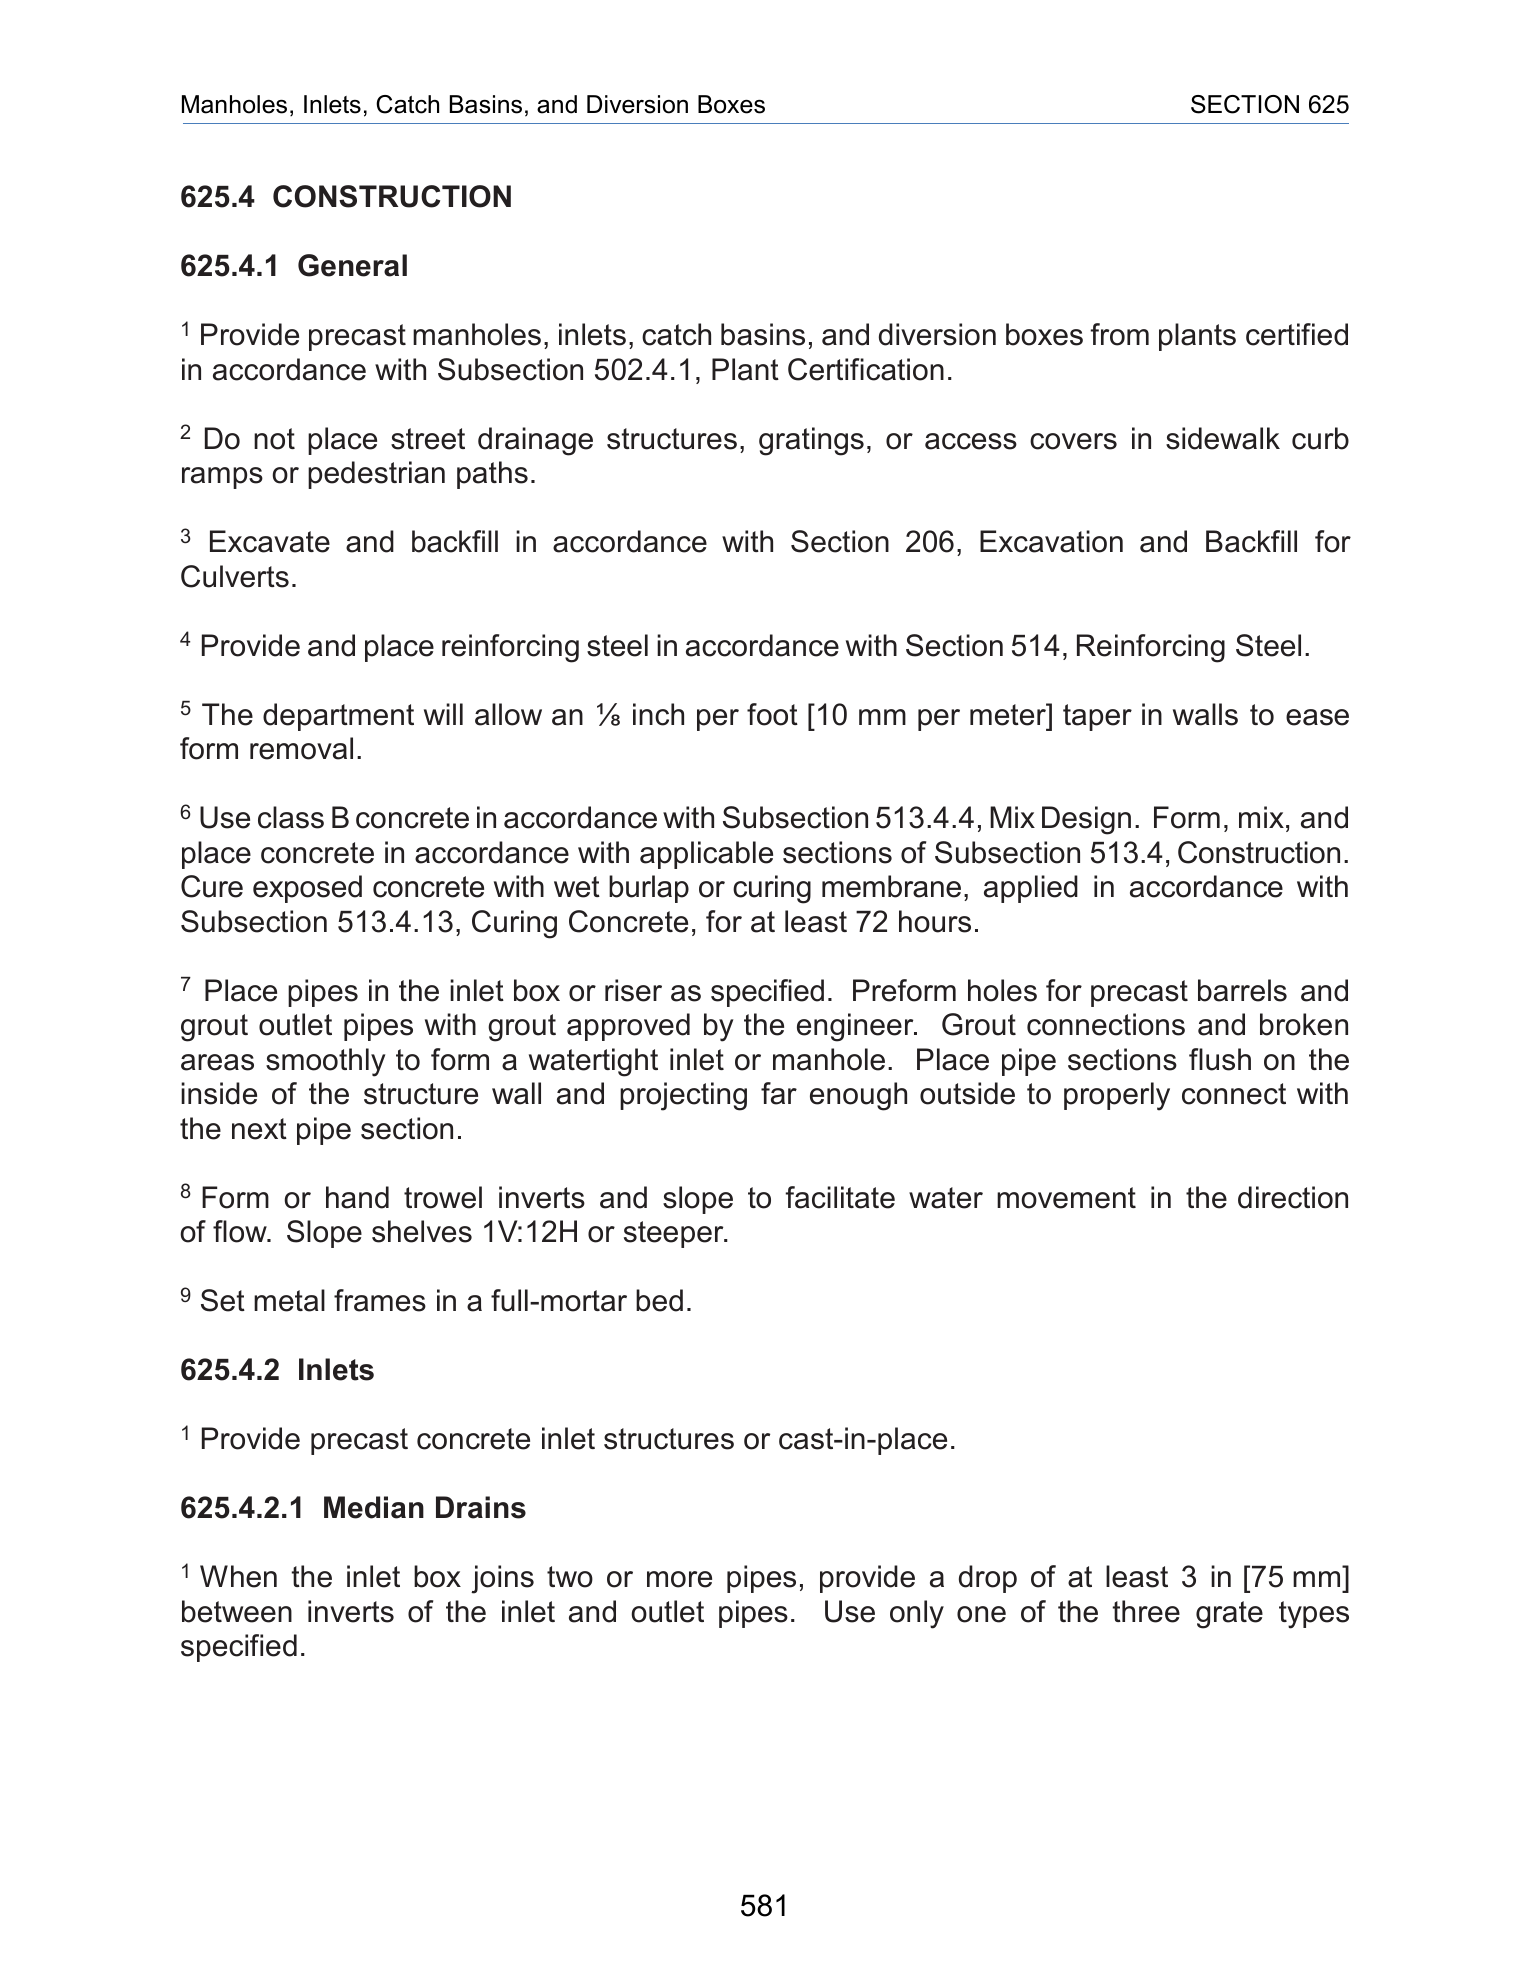 Manholes, Inlets, Catch Basins, and Diversion Boxes SECTION 625
625.4 CONSTRUCTION
625.4.1 General
1 Provide precast manholes, inlets, catch basins, and diversion boxes from plants certified
in accordance with Subsection 502.4.1, Plant Certification.
2 Do not place street drainage structures, gratings, or access covers in sidewalk curb
ramps or pedestrian paths.
3 Excavate and backfill in accordance with Section 206, Excavation and Backfill for
Culverts.
4 Provide and place reinforcing steel in accordance with Section 514, Reinforcing Steel.
5 The department will allow an ⅛ inch per foot [10 mm per meter] taper in walls to ease
form removal.
6 Use class B concrete in accordance with Subsection 513.4.4, Mix Design. Form, mix, and
place concrete in accordance with applicable sections of Subsection 513.4, Construction.
Cure exposed concrete with wet burlap or curing membrane, applied in accordance with
Subsection 513.4.13, Curing Concrete, for at least 72 hours.
7 Place pipes in the inlet box or riser as specified. Preform holes for precast barrels and
grout outlet pipes with grout approved by the engineer. Grout connections and broken
areas smoothly to form a watertight inlet or manhole. Place pipe sections flush on the
inside of the structure wall and projecting far enough outside to properly connect with
the next pipe section.
8 Form or hand trowel inverts and slope to facilitate water movement in the direction
of flow. Slope shelves 1V:12H or steeper.
9 Set metal frames in a full-mortar bed.
625.4.2 Inlets
1 Provide precast concrete inlet structures or cast-in-place.
625.4.2.1 Median Drains
1 When the inlet box joins two or more pipes, provide a drop of at least 3 in [75 mm]
between inverts of the inlet and outlet pipes. Use only one of the three grate types
specified.
581